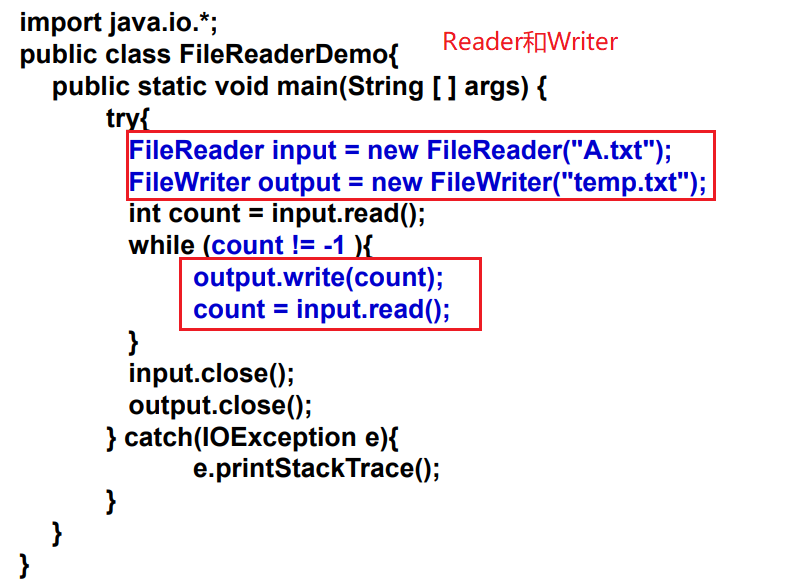 import java.io.*;
public class FileReaderDemo{
Reader和Writer
public static void main(String [ ] args) {
try{
FileReader input = new FileReader("A.txt");
FileWriter output = new FileWriter("temp.txt");
int count = input.read();
while (count != -1 ){
output.write(count);
count = input.read();
}
input.close();
output.close();
} catch(IOException e){
e.printStackTrace();
}
}
}